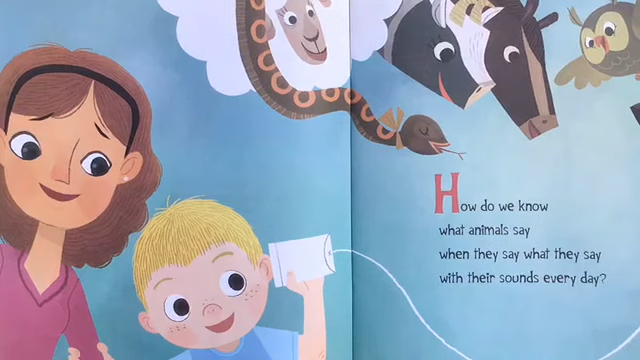 How do we know
what animals say
when they say what they say
with their sounds every day?